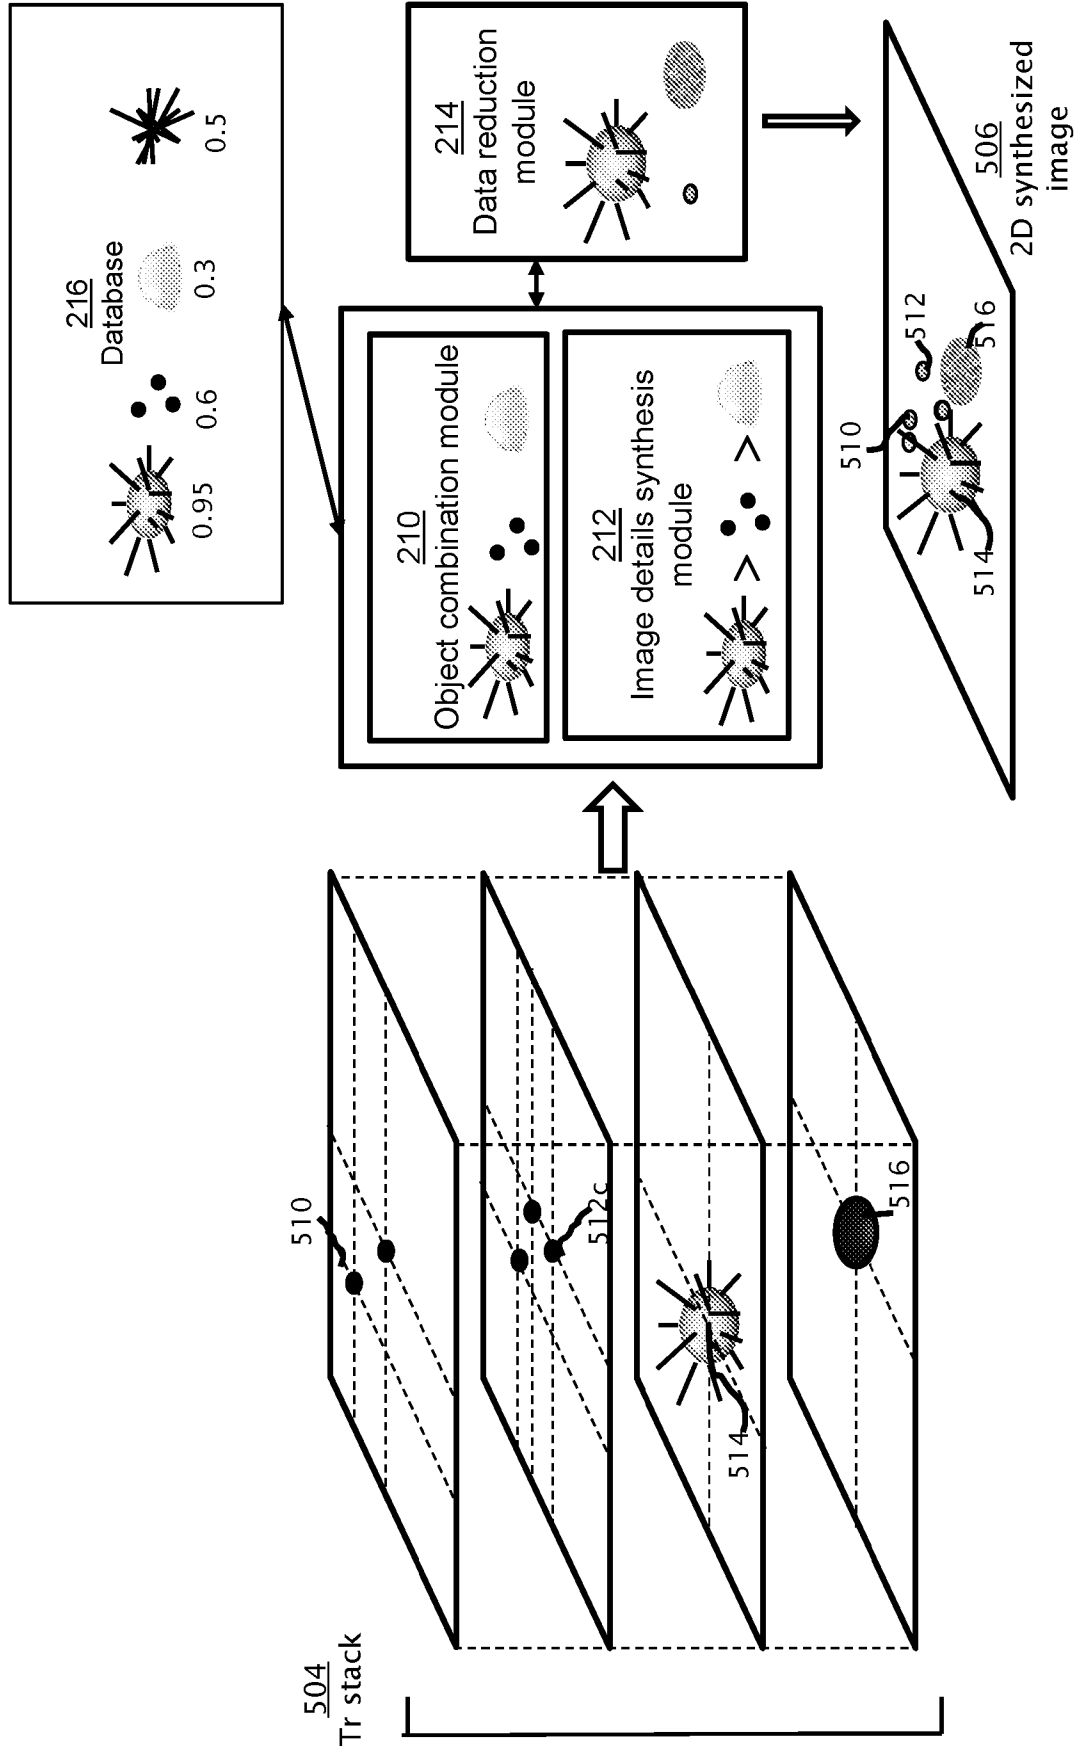 504
Tr stack
510
512c
514
516
216
Database
0.95
0.6
0.3
0.5
210
Object combination module
212
Image details synthesis
module
> >
214
Data reduction
module
510
512
514
516
506
2D synthesized
image